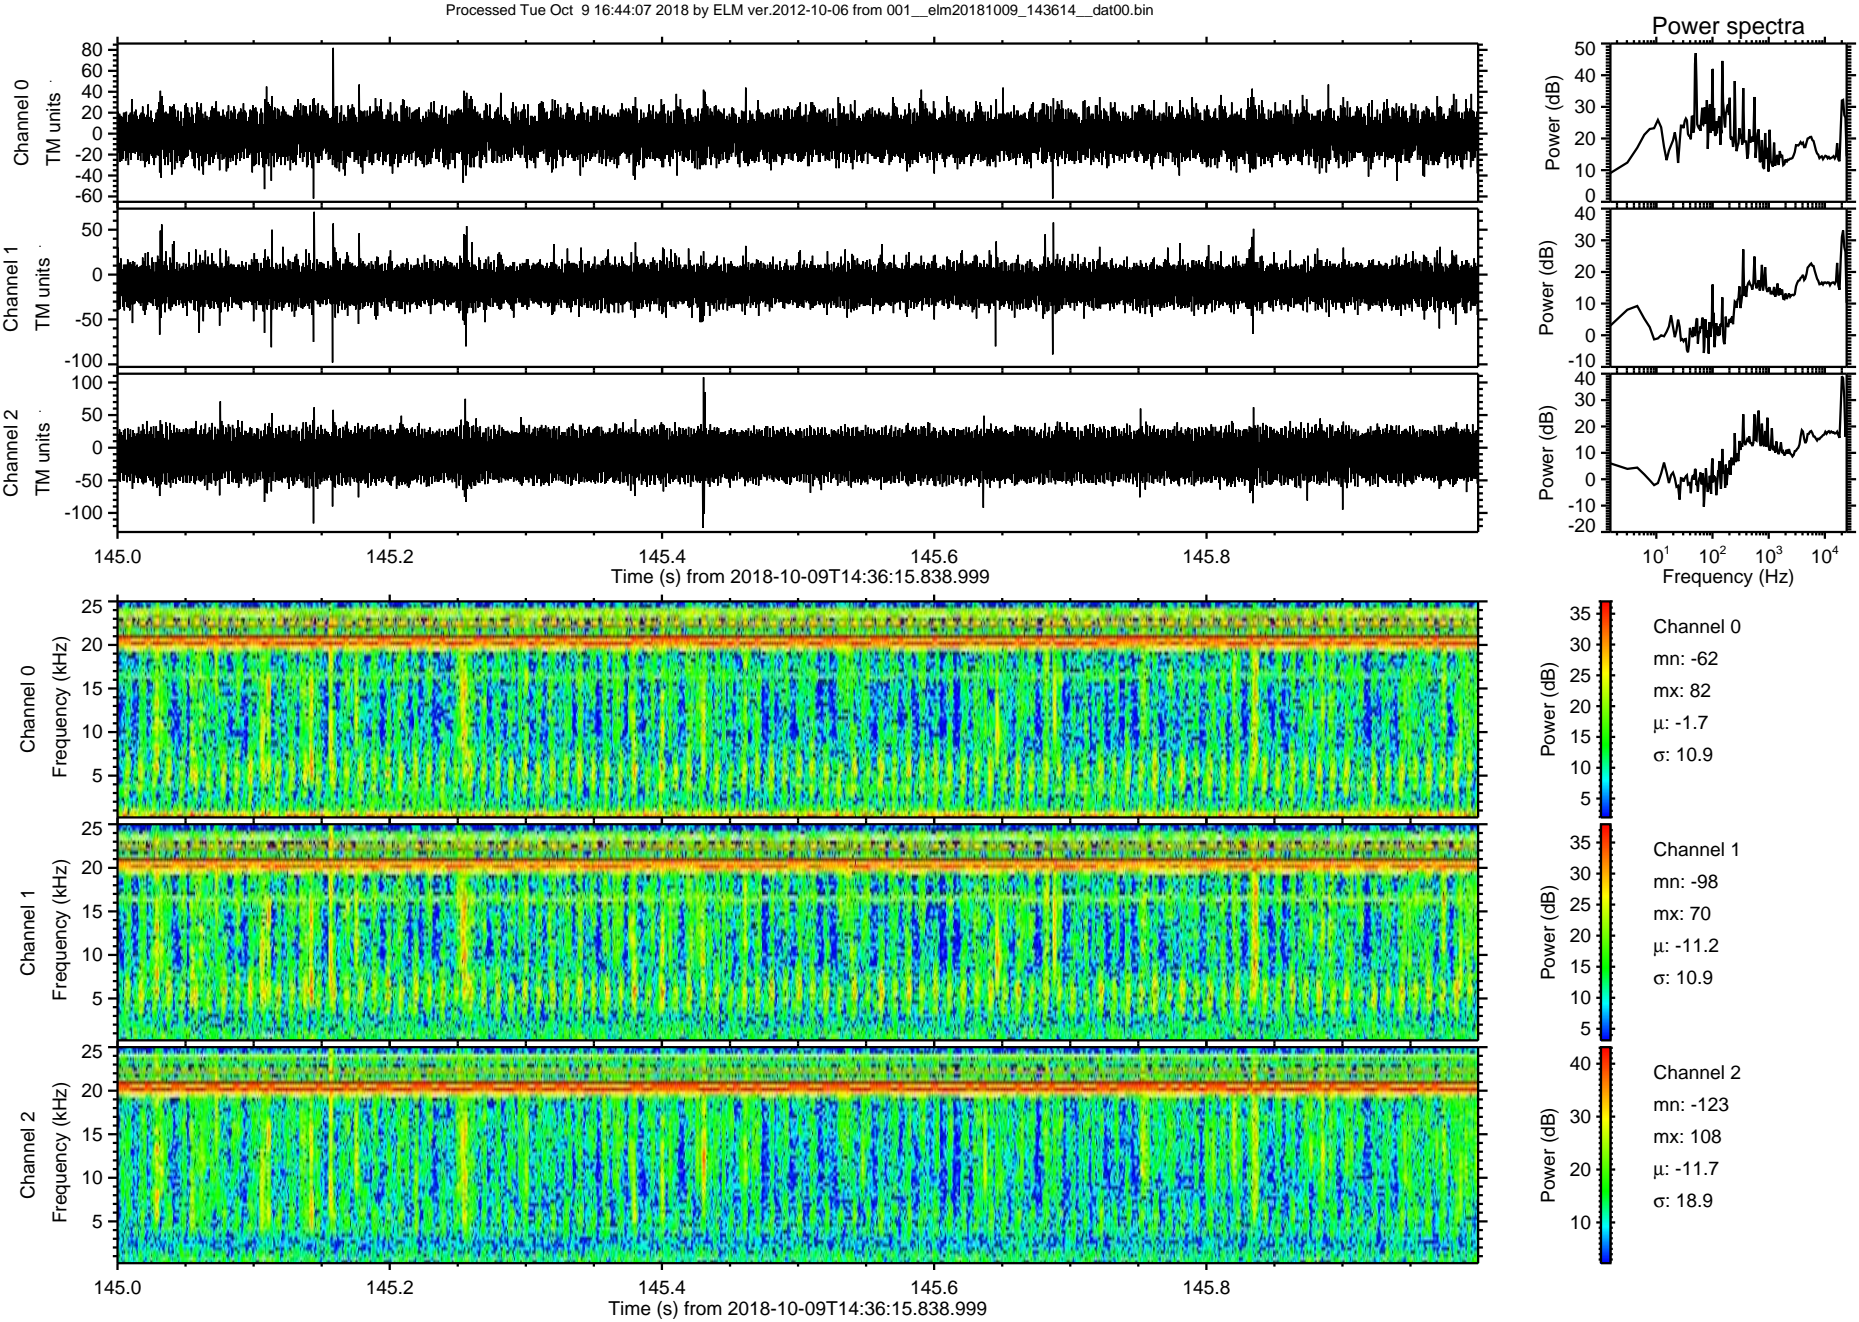 Processed Tue Oct  9 16:44:07 2018 by ELM ver.2012-10-06 from 001__elm20181009_143614__dat00.bin
Power spectra
Channel 0
TM units
80
60
40
20
0
-20
-40
-60
Power (dB)
50
40
30
20
10
0
Channel 1
TM units
50
0
-50
-100
Power (dB)
40
30
20
10
0
-10
Channel 2
TM units
100
50
0
-50
-100
Power (dB)
40
30
20
10
0
-10
-20
145.0 145.2 145.4 145.6 145.8
Time (s) from 2018-10-09T14:36:15.838.999
10^1 10^2 10^3 10^4
Frequency (Hz)
Channel 0
Frequency (kHz)
25
20
15
10
5
Power (dB)
35
30
25
20
15
10
5
Channel 0
mn: -62
mx: 82
µ: -1.7
σ: 10.9
Channel 1
Frequency (kHz)
25
20
15
10
5
Power (dB)
35
30
25
20
15
10
5
Channel 1
mn: -98
mx: 70
µ: -11.2
σ: 10.9
Channel 2
Frequency (kHz)
25
20
15
10
5
Power (dB)
40
30
20
10
Channel 2
mn: -123
mx: 108
µ: -11.7
σ: 18.9
145.0 145.2 145.4 145.6 145.8
Time (s) from 2018-10-09T14:36:15.838.999